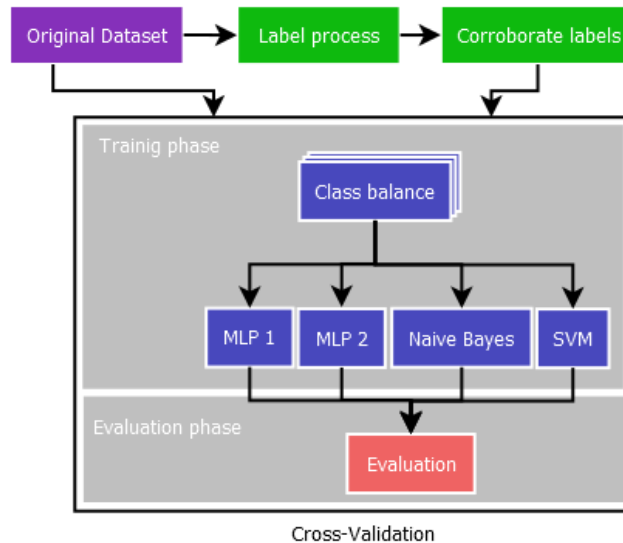 Original Dataset
Label process
Corroborate labels
Trainig phase
Class balance
MLP 1
MLP 2
Naive Bayes
SVM
Evaluation phase
Evaluation
Cross-Validation